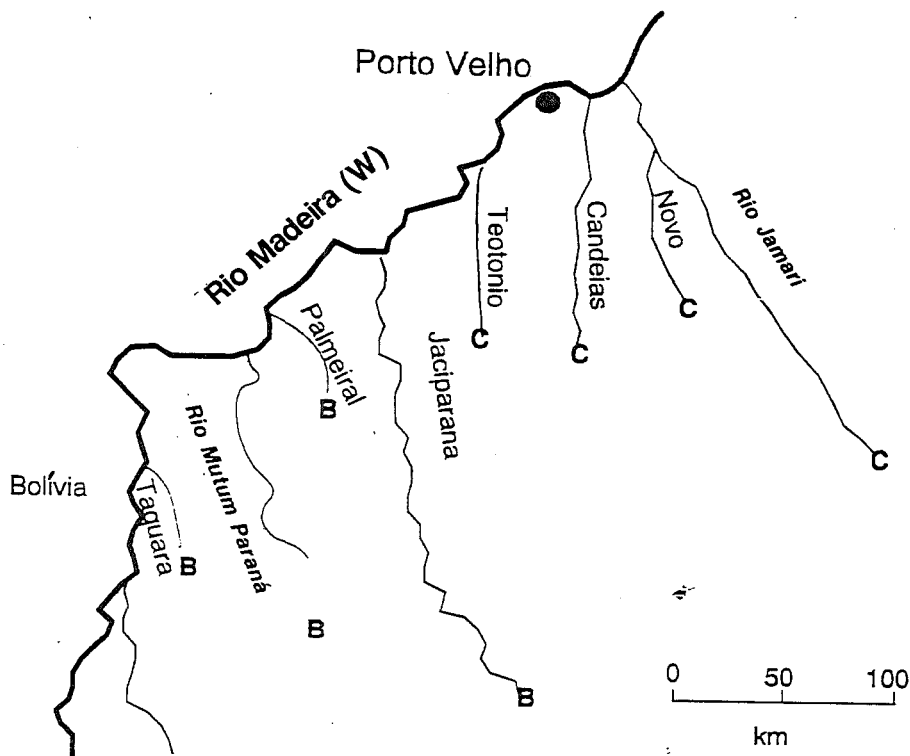 Porto Velho
Rio Madeira (W)
Teotonio
Candeias
Novo
Rio Jamari
Palmeiral
Jaciparana
Rio Mutum Paraná
Bolívia
Taquara
C
C
C
C
B
B
B
B
0 50 100
km